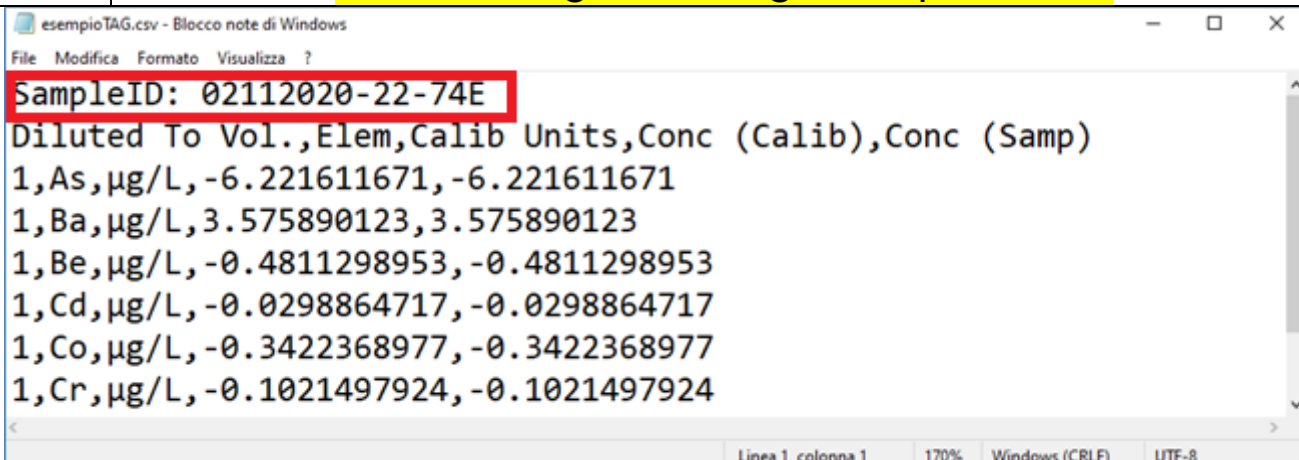 esempioTAG.csv - Blocco note di Windows
File Modifica Formato Visualizza ?
SampleID: 02112020-22-74E
Diluted To Vol.,Elem,Calib Units,Conc (Calib),Conc (Samp)
1,As,µg/L,-6.221611671,-6.221611671
1,Ba,µg/L,3.575890123,3.575890123
1,Be,µg/L,-0.4811298953,-0.4811298953
1,Cd,µg/L,-0.0298864717,-0.0298864717
1,Co,µg/L,-0.3422368977,-0.3422368977
1,Cr,µg/L,-0.1021497924,-0.1021497924
Linea 1, colonna 1 170% Windows (CRLF) UTF-8